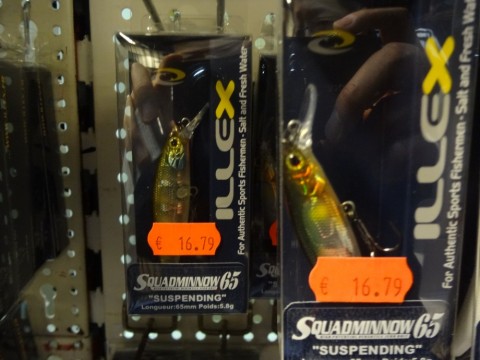 ILLEX
For Authentic Sports Fishermen - Salt and Fresh Water
€ 16.79
SQUADMINNOW 65
"SUSPENDING"
Longueur:65mm Poids:5,8g
ILLEX
For Authentic Sports Fishermen - Salt and Fresh Water
€ 16.79
SQUADMINNOW 65
"SUSPENDING"